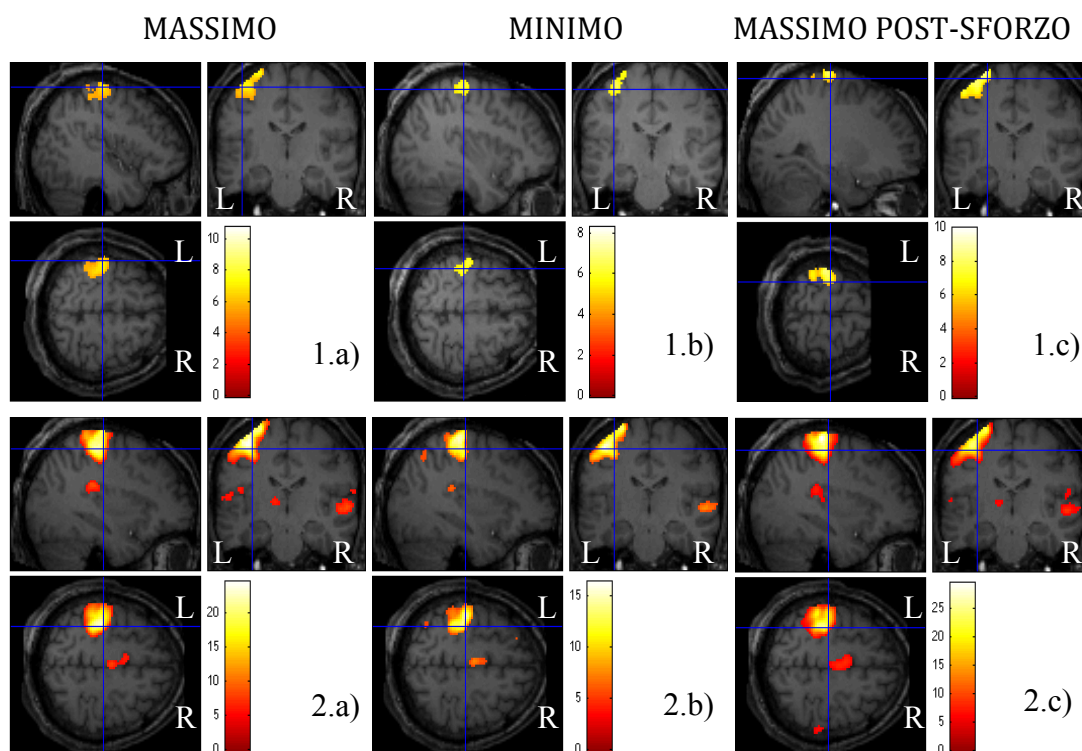 MASSIMO MINIMO MASSIMO POST-SFORZO
L R L R L R
10 8 6 4 2 0 L R 1.a)
8 6 4 2 0 L R 1.b)
10 8 6 4 2 0 1.c)
L R L R L R
20 15 10 5 0 L R 2.a)
15 10 5 0 L R 2.b)
25 20 15 10 5 0 L R 2.c)